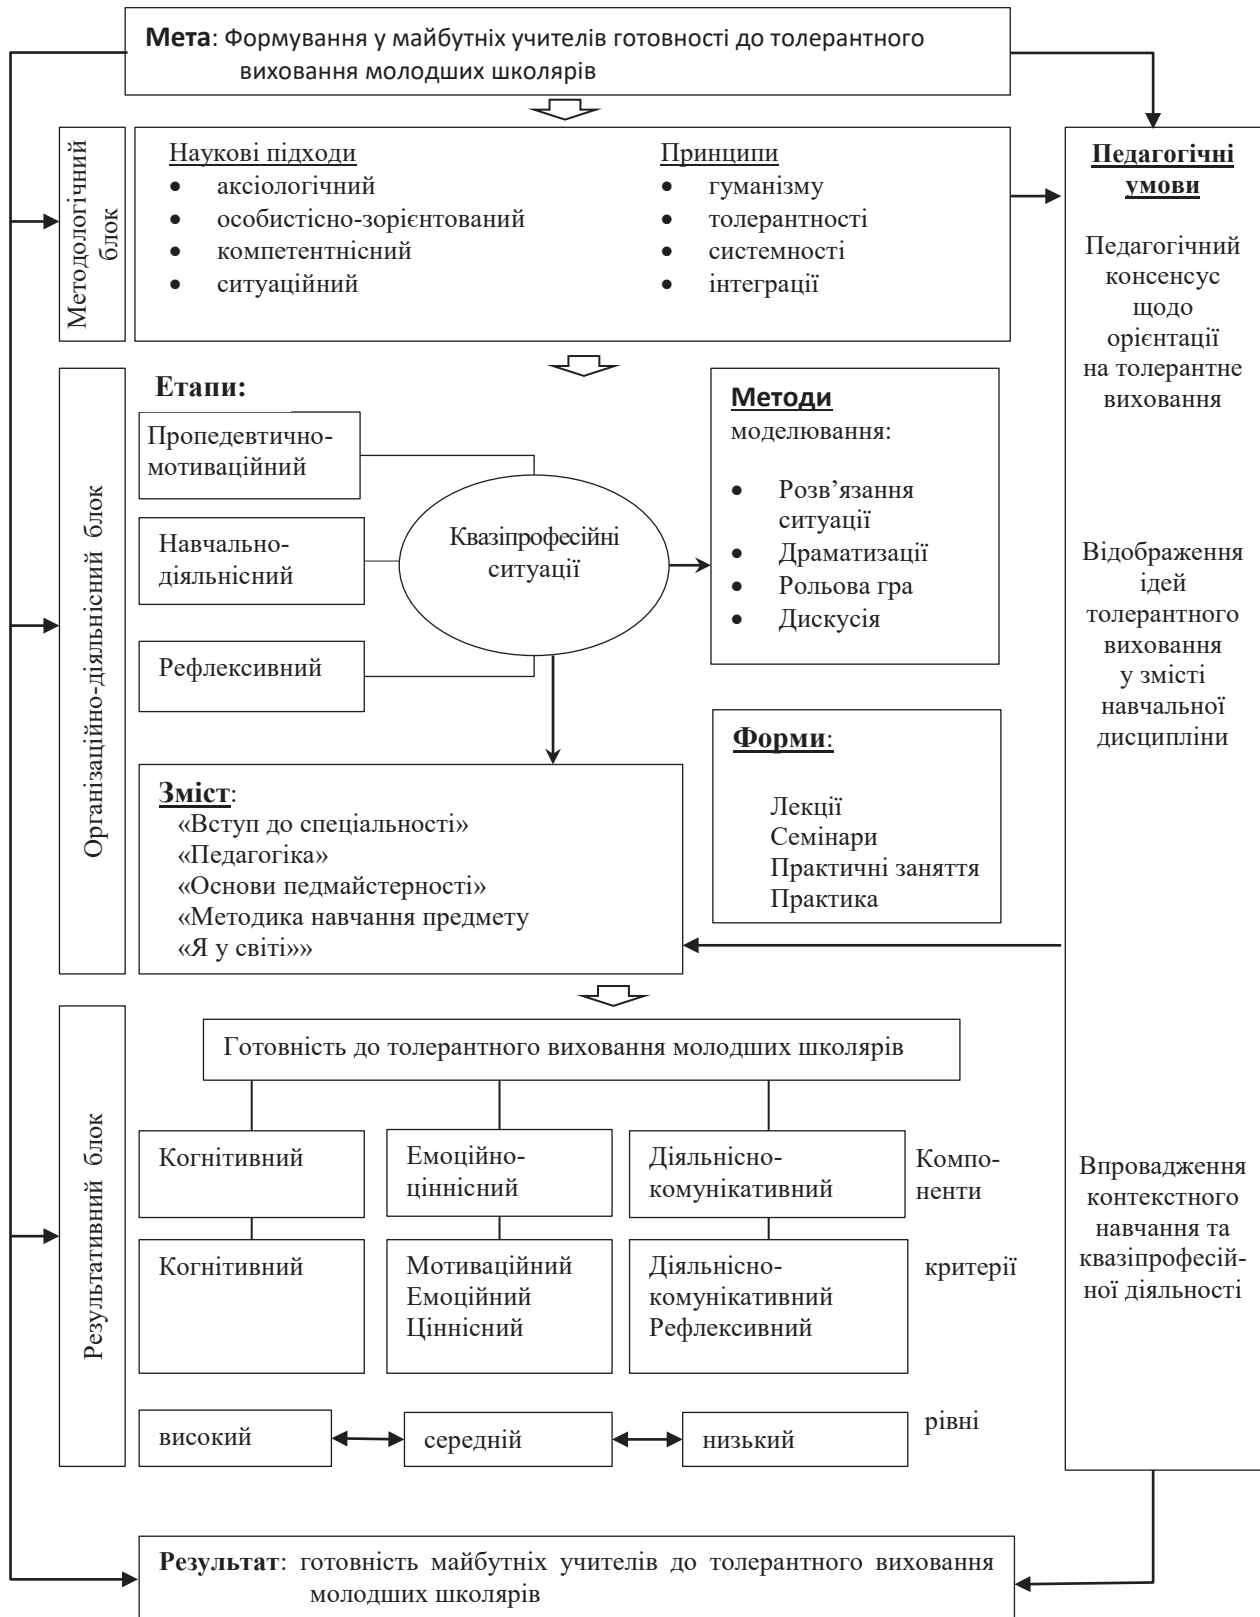 Мета: Формування у майбутніх учителів готовності до толерантного
виховання молодших школярів
Методологічний
блок
Наукові підходи
• аксіологічний
• особистісно-зорієнтований
• компетентнісний
• ситуаційний
Принципи
• гуманізму
• толерантності
• системності
• інтеграції
Педагогічні
умови
Педагогічний
консенсус
щодо
орієнтації
на толерантне
виховання
Відображення
ідей
толерантного
виховання
у змісті
навчальної
дисципліни
Впровадження
контекстного
навчання та
квазіпрофесій-
ної діяльності
Організаційно-діяльнісний блок
Етапи:
Пропедевтично-
мотиваційний
Навчально-
діяльнісний
Рефлексивний
Квазіпрофесійні
ситуації
Методи
моделювання:
• Розв’язання
ситуації
• Драматизації
• Рольова гра
• Дискусія
Форми:
Лекції
Семінари
Практичні заняття
Практика
Зміст:
«Вступ до спеціальності»
«Педагогіка»
«Основи педмайстерності»
«Методика навчання предмету
«Я у світі»»
Результативний блок
Готовність до толерантного виховання молодших школярів
Когнітивний
Емоційно-
ціннісний
Діяльнісно-
комунікативний
Компо-
ненти
Когнітивний
Мотиваційний
Емоційний
Ціннісний
Діяльнісно-
комунікативний
Рефлексивний
критерії
високий
середній
низький
рівні
Результат: готовність майбутніх учителів до толерантного виховання
молодших школярів